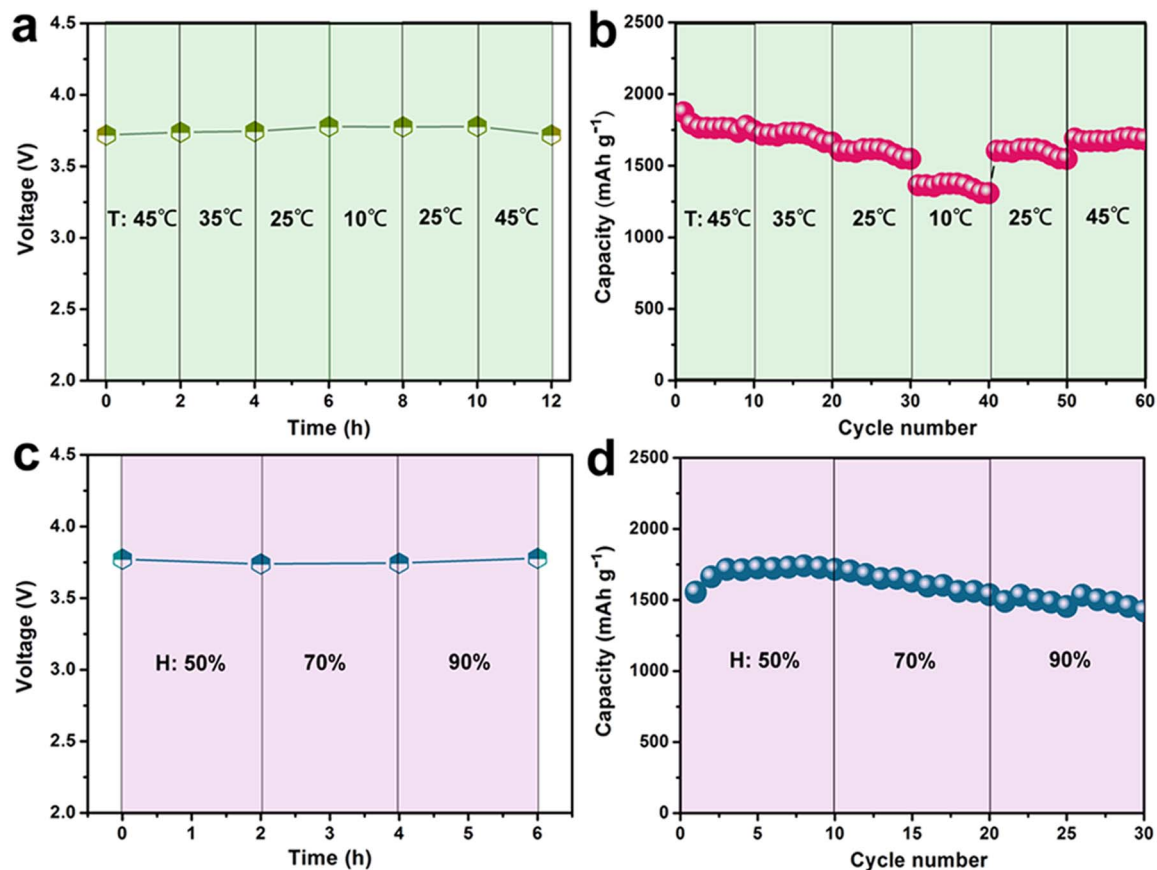 a
4.5
4.0
3.5
3.0
2.5
2.0
Voltage (V)
T: 45℃ 35℃ 25℃ 10℃ 25℃ 45℃
0 2 4 6 8 10 12
Time (h)
b
2500
2000
1500
1000
500
0
Capacity (mAh g⁻¹)
T: 45℃ 35℃ 25℃ 10℃ 25℃ 45℃
0 10 20 30 40 50 60
Cycle number
c
4.5
4.0
3.5
3.0
2.5
2.0
Voltage (V)
H: 50% 70% 90%
0 1 2 3 4 5 6
Time (h)
d
2500
2000
1500
1000
500
0
Capacity (mAh g⁻¹)
H: 50% 70% 90%
0 5 10 15 20 25 30
Cycle number